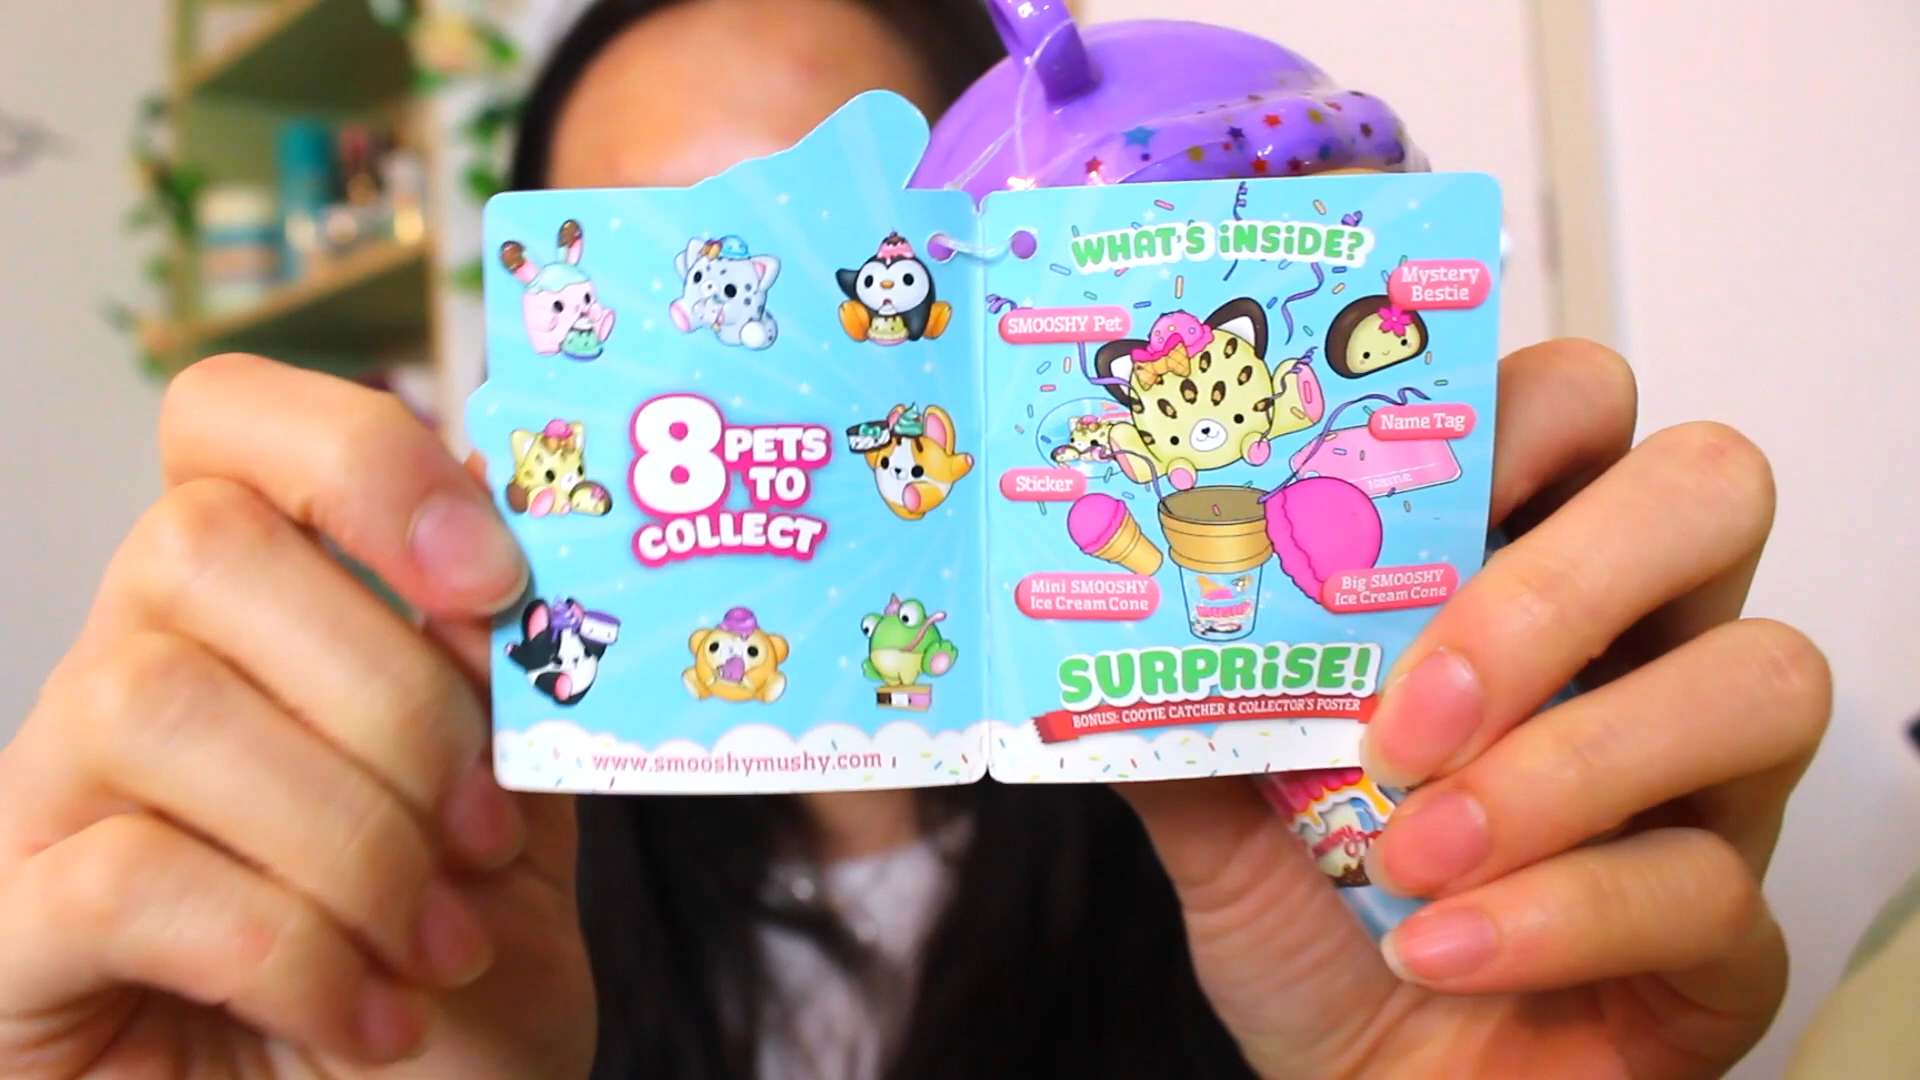 8 PETS
TO
COLLECT
www.smooshymushy.com
WHAT'S iNSiDE?
Mystery
Bestie
SMOOSHY Pet
Name Tag
Name
Sticker
Mini SMOOSHY
Ice Cream Cone
Big SMOOSHY
Ice Cream Cone
SURPRiSE!
BONUS!: COOTIE CATCHER & COLLECTOR'S POSTER